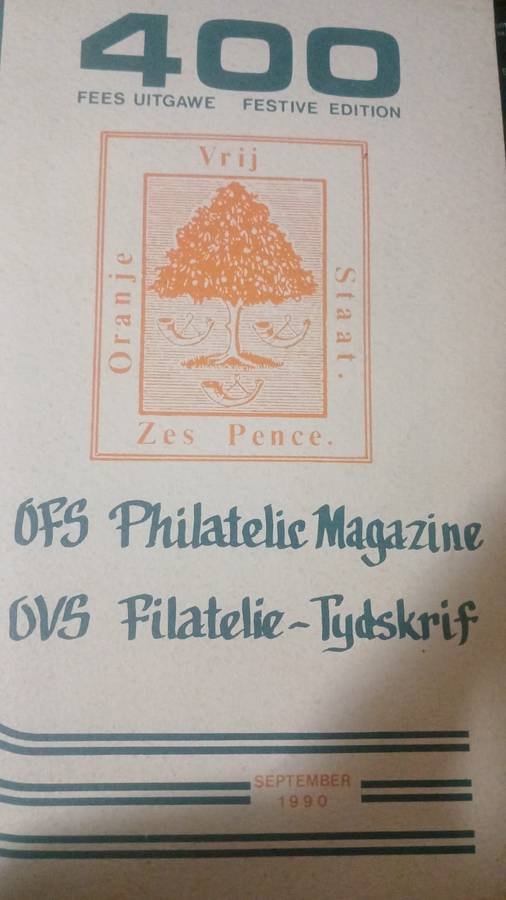 400
FEES UITGAWE FESTIVE EDITION
Vrij
Oranje
Staat.
Zes Pence.
OFS Philatelic Magazine
OVS Filatelie-Tydskrif
SEPTEMBER
1990